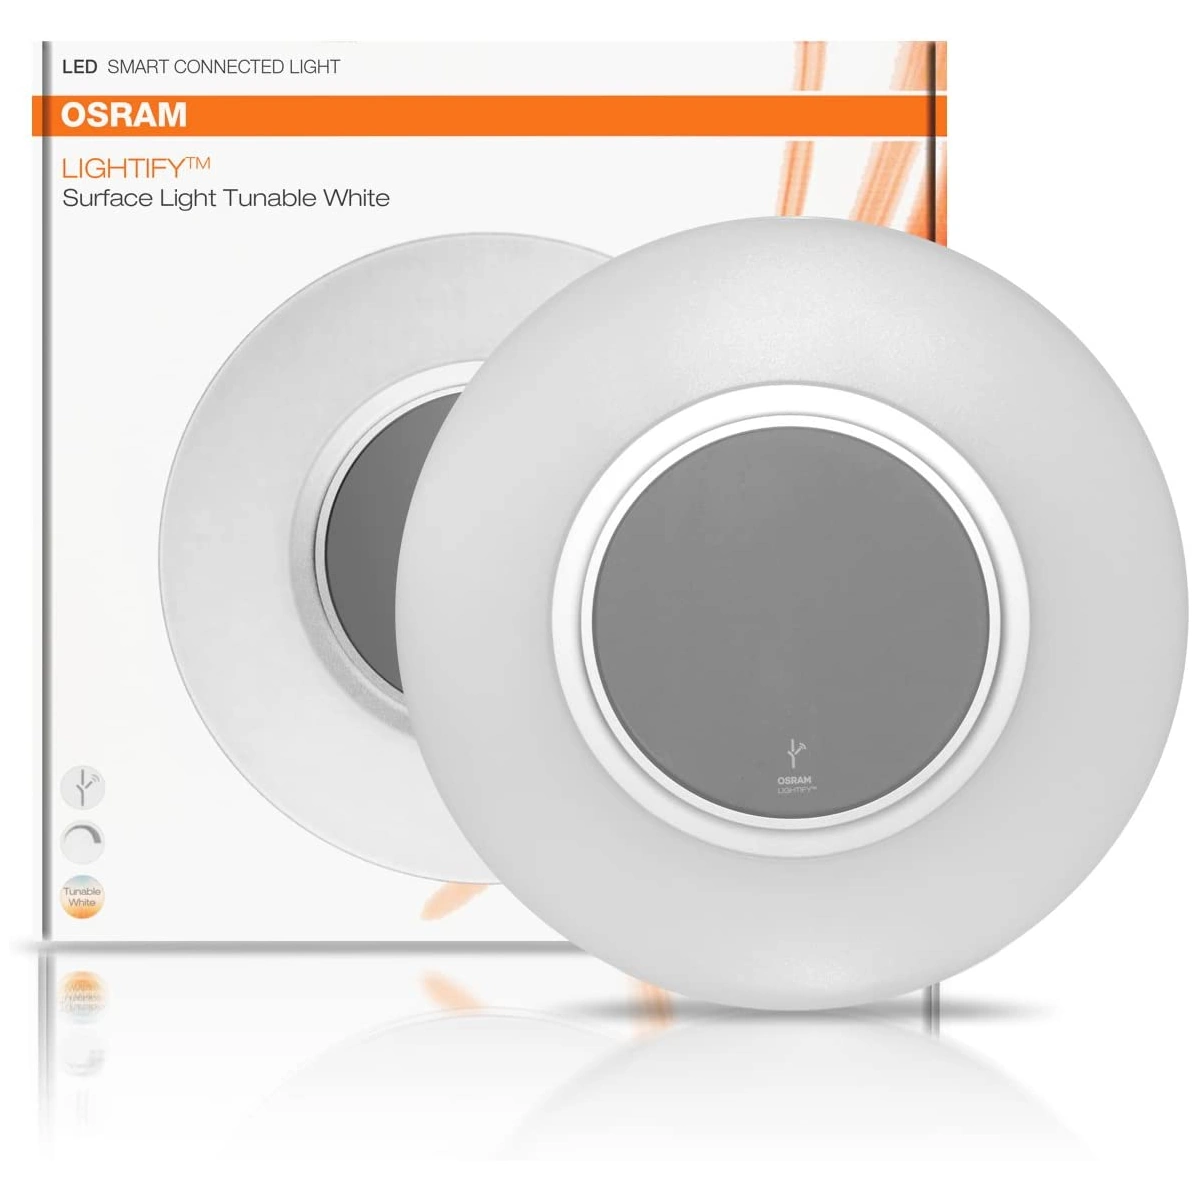 LED SMART CONNECTED LIGHT
OSRAM
LIGHTIFY™
Surface Light Tunable White
OSRAM
LIGHTIFY™
Tunable
White